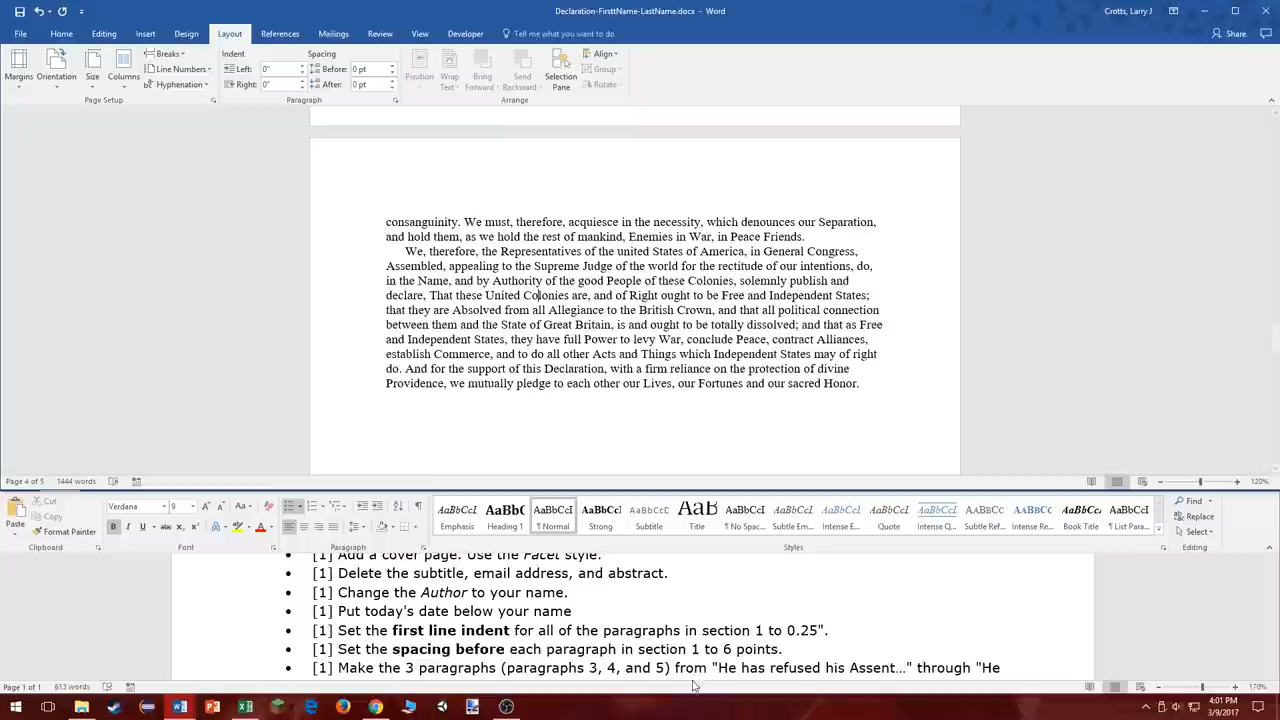 Declaration-FirsttName-LastName.docx - Word
Crotts, Larry J
File Home Editing Insert Design Layout References Mailings Review View Developer Tell me what you want to do Share
Margins Orientation Size Columns Breaks Line Numbers Hyphenation
Indent Spacing
Left: 0" Before: 0 pt
Right: 0" After: 0 pt
Position Wrap Text Bring Forward Send Backward Selection Pane Align Group Rotate
Page Setup Paragraph Arrange
consanguinity. We must, therefore, acquiesce in the necessity, which denounces our Separation,
and hold them, as we hold the rest of mankind, Enemies in War, in Peace Friends.
We, therefore, the Representatives of the united States of America, in General Congress,
Assembled, appealing to the Supreme Judge of the world for the rectitude of our intentions, do,
in the Name, and by Authority of the good People of these Colonies, solemnly publish and
declare, That these United Colonies are, and of Right ought to be Free and Independent States;
that they are Absolved from all Allegiance to the British Crown, and that all political connection
between them and the State of Great Britain, is and ought to be totally dissolved; and that as Free
and Independent States, they have full Power to levy War, conclude Peace, contract Alliances,
establish Commerce, and to do all other Acts and Things which Independent States may of right
do. And for the support of this Declaration, with a firm reliance on the protection of divine
Providence, we mutually pledge to each other our Lives, our Fortunes and our sacred Honor.
Page 4 of 5 1444 words 120%
Paste Cut Copy Format Painter
Verdana 9
AaBbCcI AaBbC AaBbCcI AaBbCc AaBbCcI AaB AaBbCcI AaBbCcI AaBbCcI AaBbCcI AaBbCcI AaBbCcI AaBbCc AaBbCcI AaBbCcI
Emphasis Heading 1 ¶ Normal Strong Subtitle Title ¶ No Spac... Subtle Em... Intense E... Quote Intense Q... Subtle Ref... Intense Re... Book Title ¶ List Para...
Find
Replace
Select
Clipboard Font Paragraph Styles Editing
• [1] Add a cover page. Use the Facet style.
• [1] Delete the subtitle, email address, and abstract.
• [1] Change the Author to your name.
• [1] Put today's date below your name
• [1] Set the first line indent for all of the paragraphs in section 1 to 0.25".
• [1] Set the spacing before each paragraph in section 1 to 6 points.
• [1] Make the 3 paragraphs (paragraphs 3, 4, and 5) from "He has refused his Assent…" through "He
Page 1 of 1 613 words 170%
4:01 PM
3/9/2017